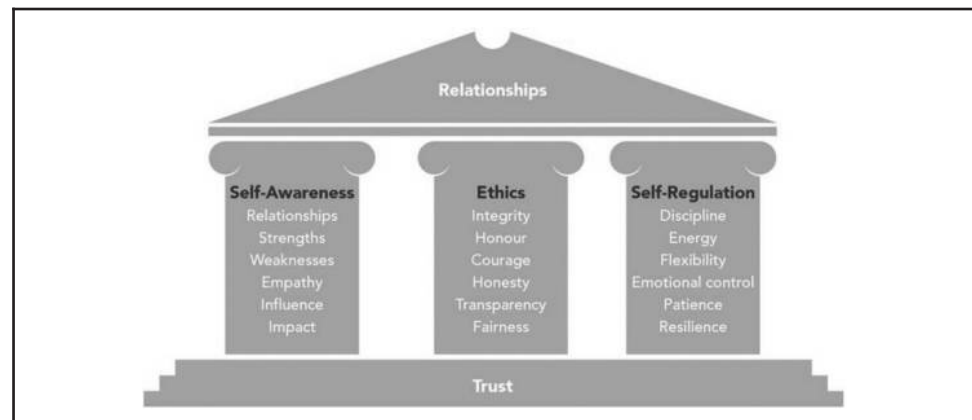 Relationships
Self-Awareness
Relationships
Strengths
Weaknesses
Empathy
Influence
Impact
Ethics
Integrity
Honour
Courage
Honesty
Transparency
Fairness
Self-Regulation
Discipline
Energy
Flexibility
Emotional control
Patience
Resilience
Trust